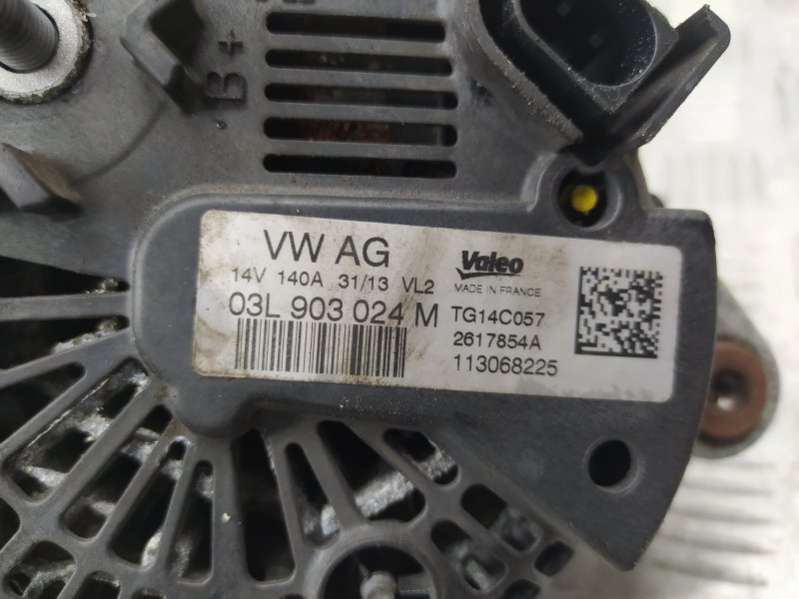 B+
VW AG
14V 140A 31/13 VL2
03L 903 024 M
Valeo
MADE IN FRANCE
TG14C057
2617854A
113068225